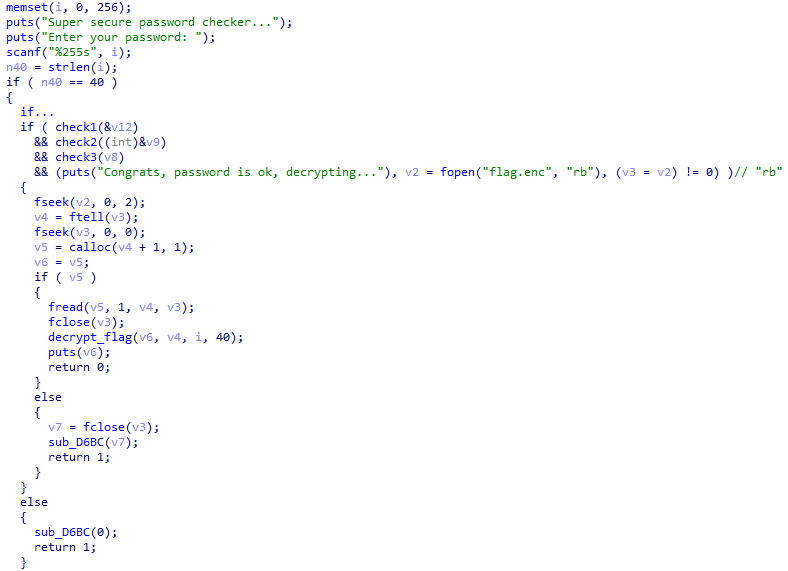 memset(i, 0, 256);
puts("Super secure password checker...");
puts("Enter your password: ");
scanf("%255s", i);
n40 = strlen(i);
if ( n40 == 40 )
{
if...
if ( check1(&v12)
&& check2((int)&v9)
&& check3(v8)
&& (puts("Congrats, password is ok, decrypting..."), v2 = fopen("flag.enc", "rb"), (v3 = v2) != 0) )// "rb"
{
fseek(v2, 0, 2);
v4 = ftell(v3);
fseek(v3, 0, 0);
v5 = calloc(v4 + 1, 1);
v6 = v5;
if ( v5 )
{
fread(v5, 1, v4, v3);
fclose(v3);
decrypt_flag(v6, v4, i, 40);
puts(v6);
return 0;
}
else
{
v7 = fclose(v3);
sub_D6BC(v7);
return 1;
}
}
else
{
sub_D6BC(0);
return 1;
}